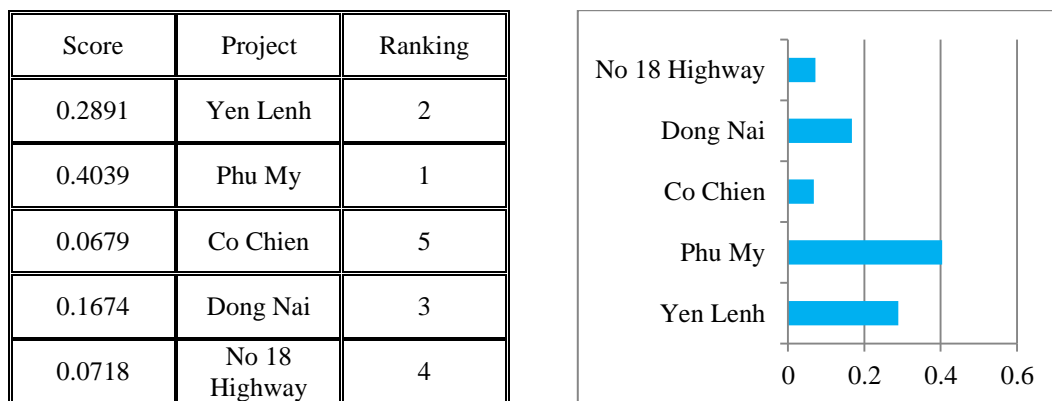 Score Project Ranking
0.2891 Yen Lenh 2
0.4039 Phu My 1
0.0679 Co Chien 5
0.1674 Dong Nai 3
0.0718 No 18 Highway 4
No 18 Highway
Dong Nai
Co Chien
Phu My
Yen Lenh
0 0.2 0.4 0.6